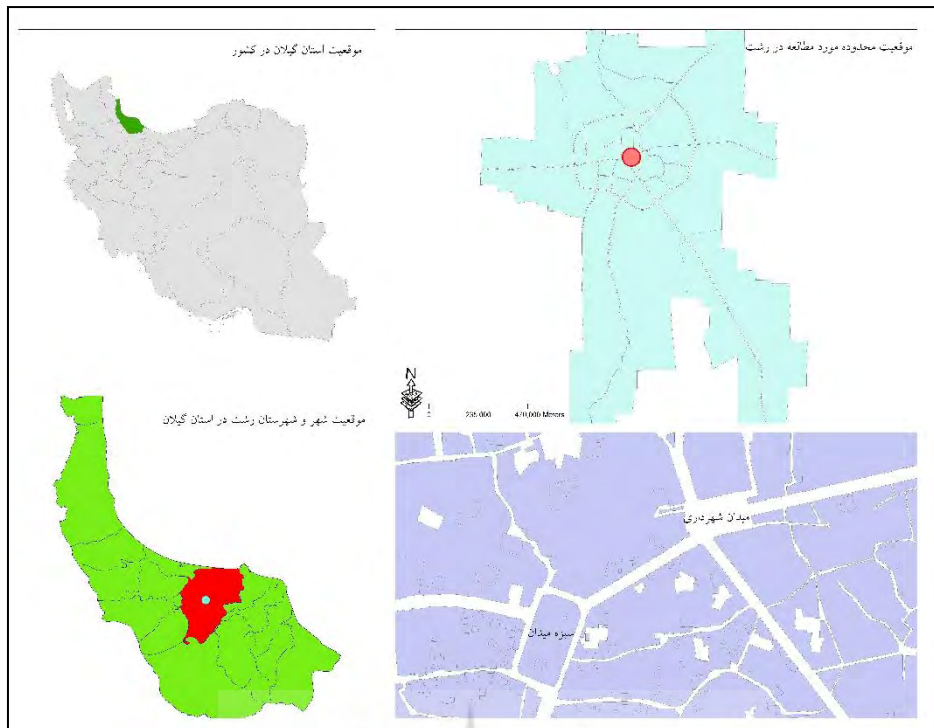 موقعیت استان گیلان در کشور
موقعیت محدوده مورد مطالعه در رشت
N
0 235,000 470,000 Meters
موقعیت شهر و شهرستان رشت در استان گیلان
میدان شهرداری
سبزه میدان